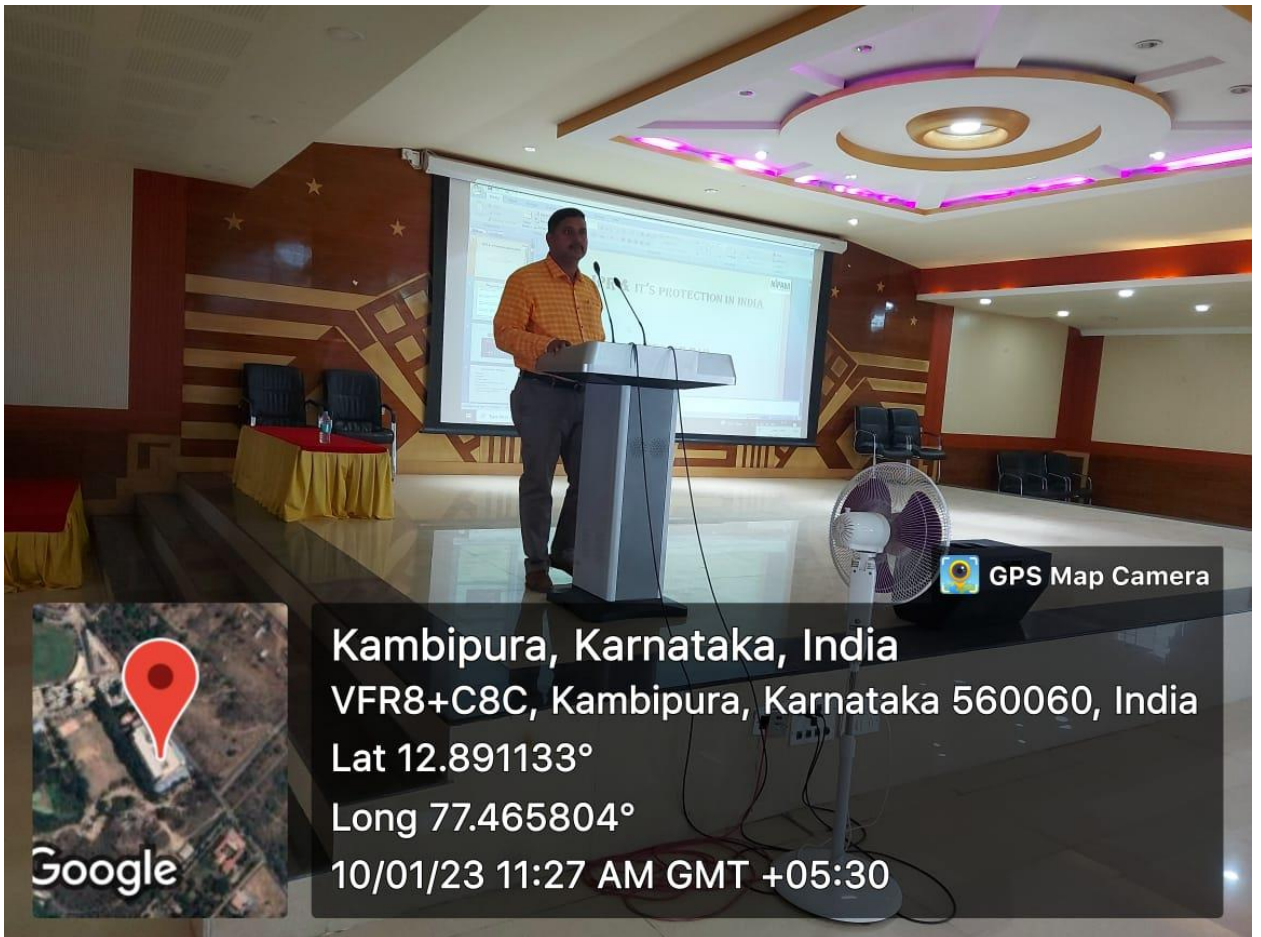 IPR & IT'S PROTECTION IN INDIA
GPS Map Camera
Kambipura, Karnataka, India
VFR8+C8C, Kambipura, Karnataka 560060, India
Lat 12.891133°
Long 77.465804°
10/01/23 11:27 AM GMT +05:30
Google